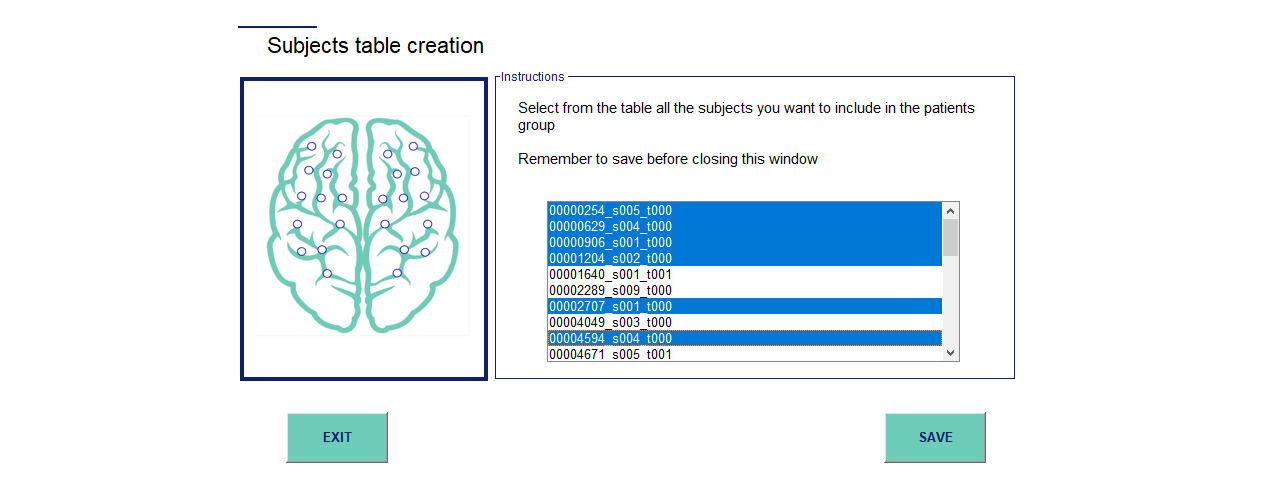 Subjects table creation
Instructions
Select from the table all the subjects you want to include in the patients
group
Remember to save before closing this window
00000254_s005_t000
00000629_s004_t000
00000906_s001_t000
00001204_s002_t000
00001640_s001_t001
00002289_s009_t000
00002707_s001_t000
00004049_s003_t000
00004594_s004_t000
00004671_s005_t001
EXIT
SAVE